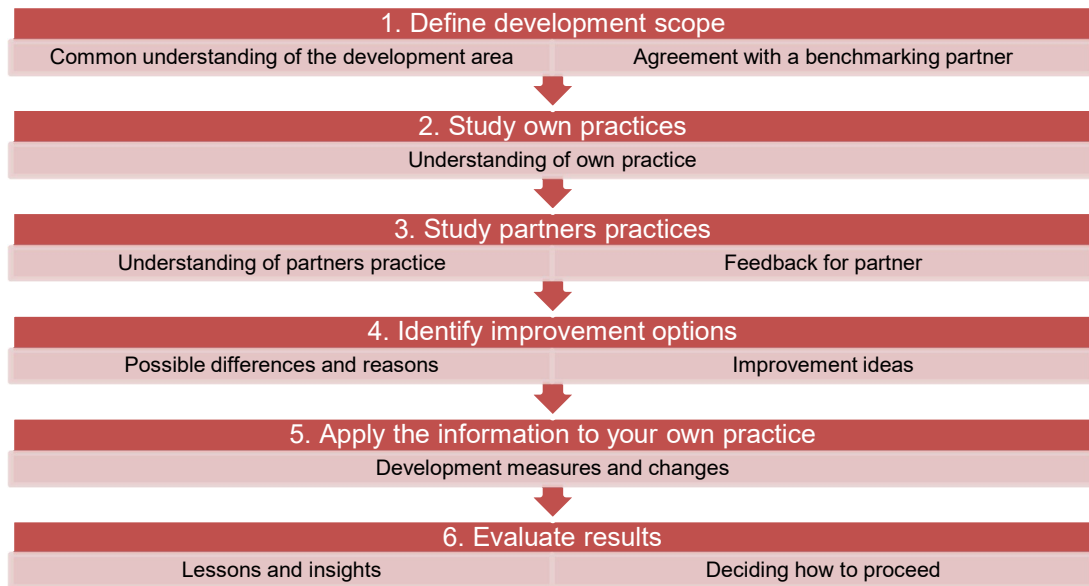 1. Define development scope
Common understanding of the development area
Agreement with a benchmarking partner
2. Study own practices
Understanding of own practice
3. Study partners practices
Understanding of partners practice
Feedback for partner
4. Identify improvement options
Possible differences and reasons
Improvement ideas
5. Apply the information to your own practice
Development measures and changes
6. Evaluate results
Lessons and insights
Deciding how to proceed